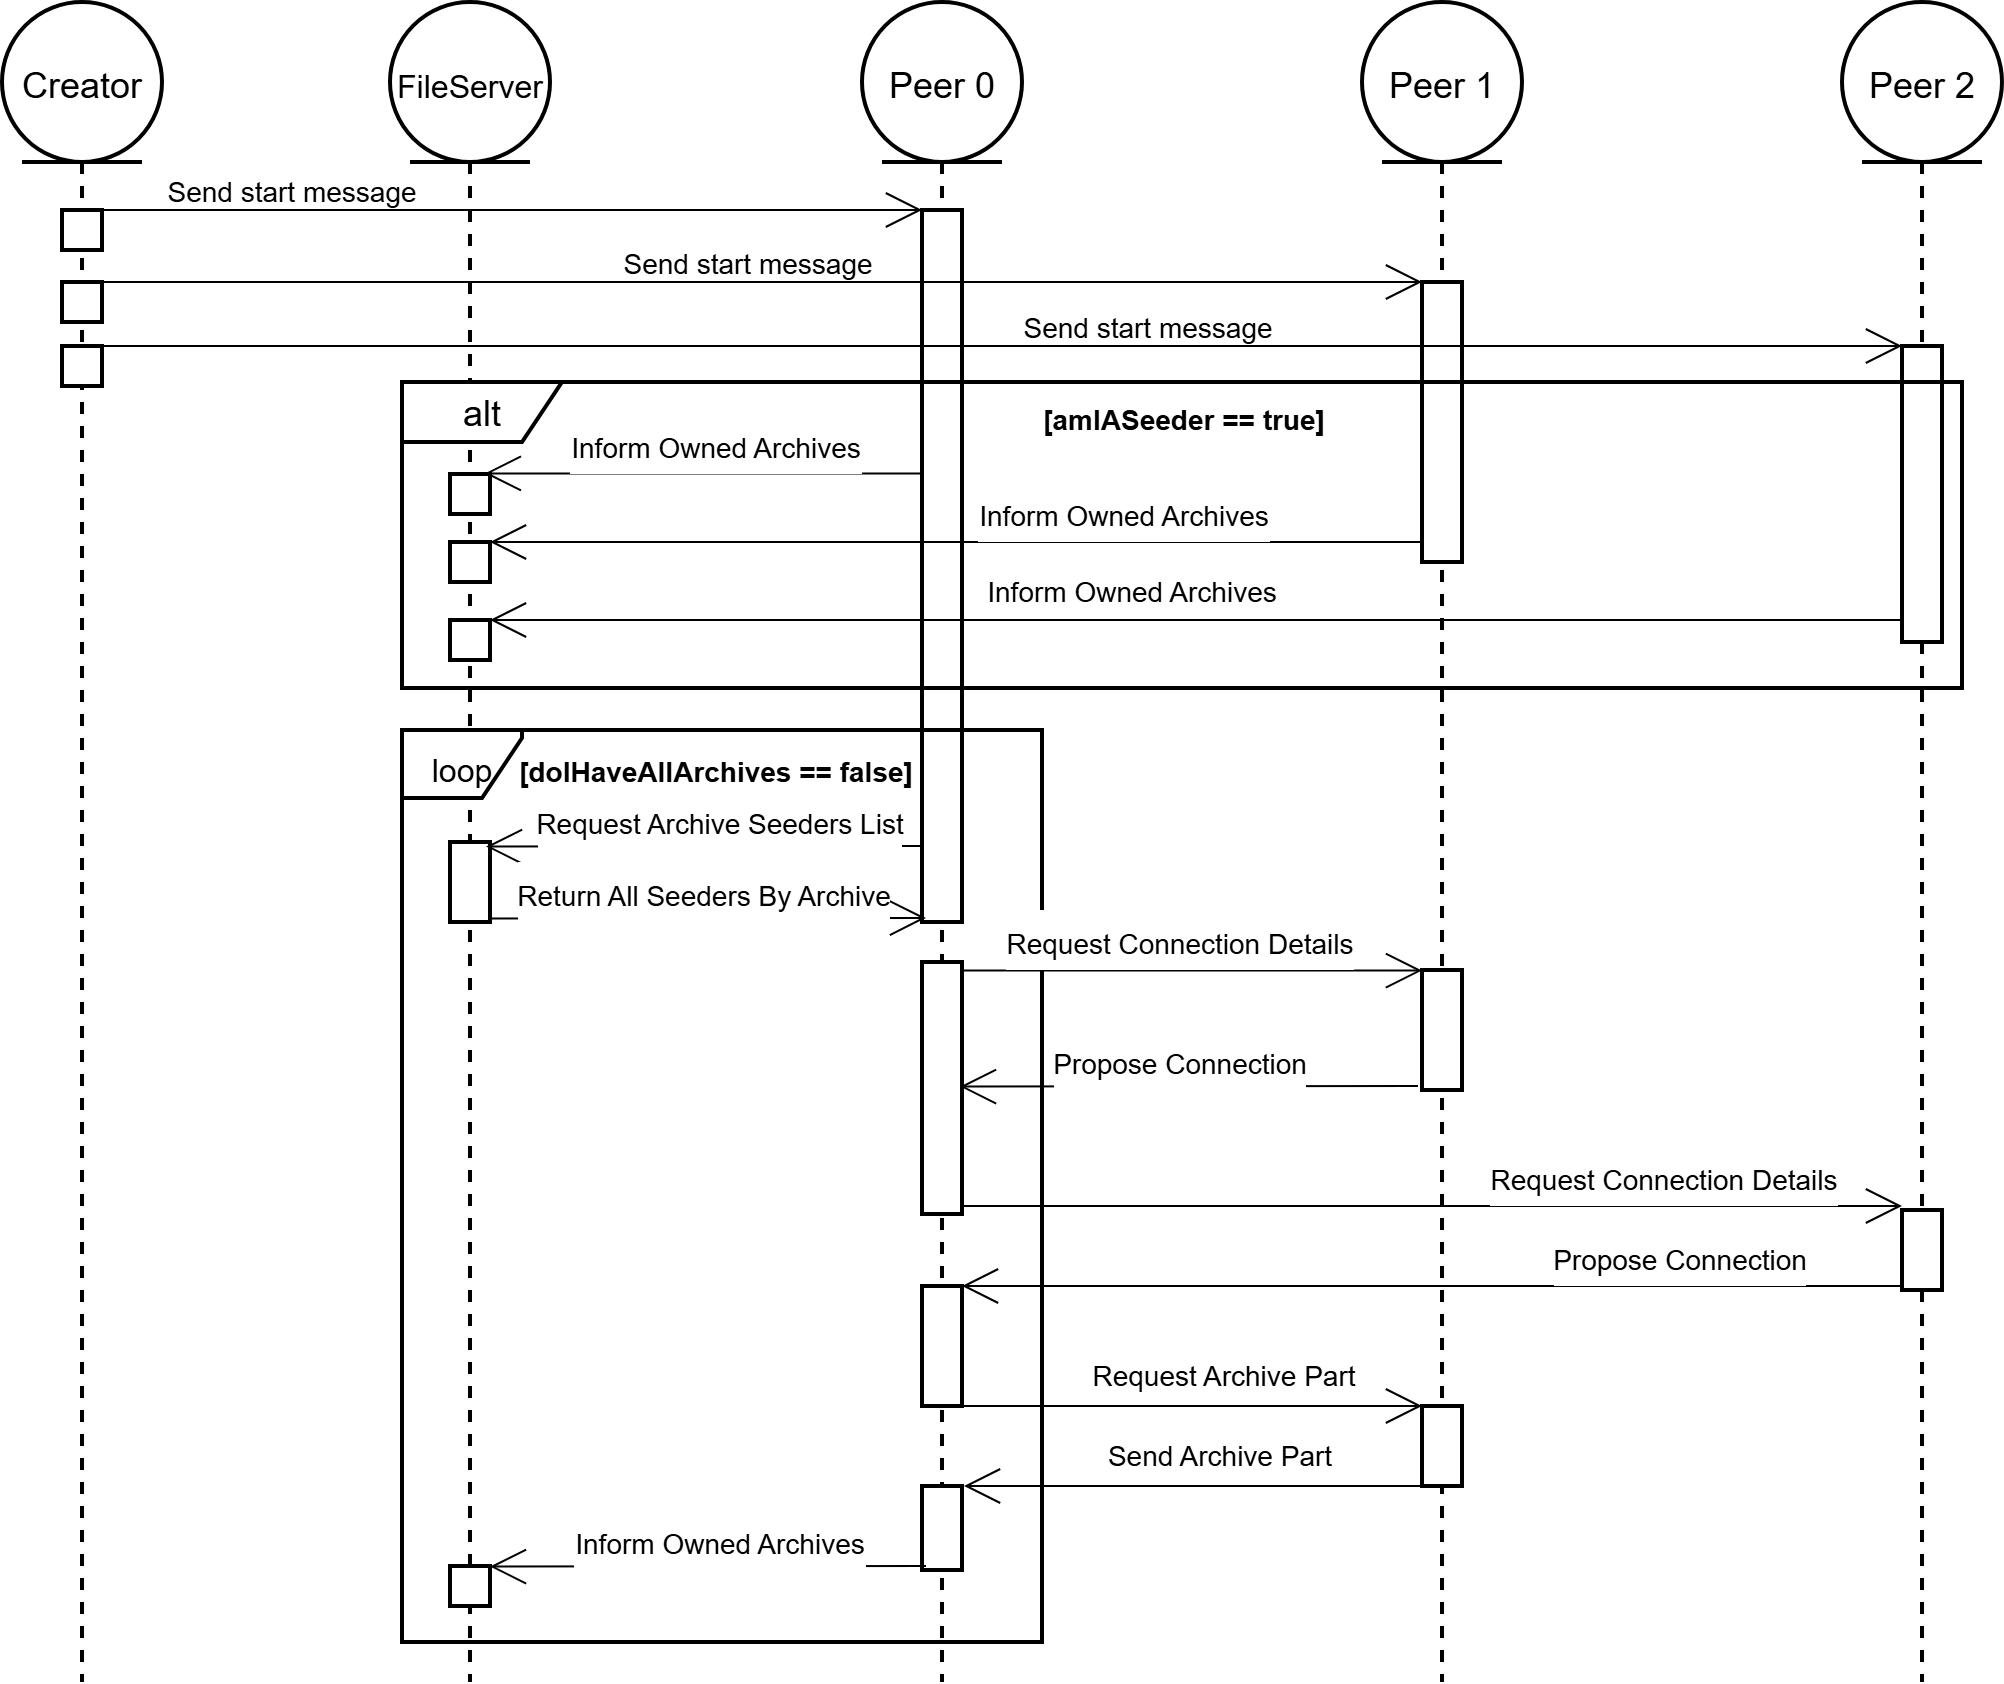 Creator
FileServer
Peer 0
Peer 1
Peer 2
Send start message
Send start message
Send start message
alt
[amIASeeder == true]
Inform Owned Archives
Inform Owned Archives
Inform Owned Archives
loop
[doIHaveAllArchives == false]
Request Archive Seeders List
Return All Seeders By Archive
Request Connection Details
Propose Connection
Request Connection Details
Propose Connection
Request Archive Part
Send Archive Part
Inform Owned Archives